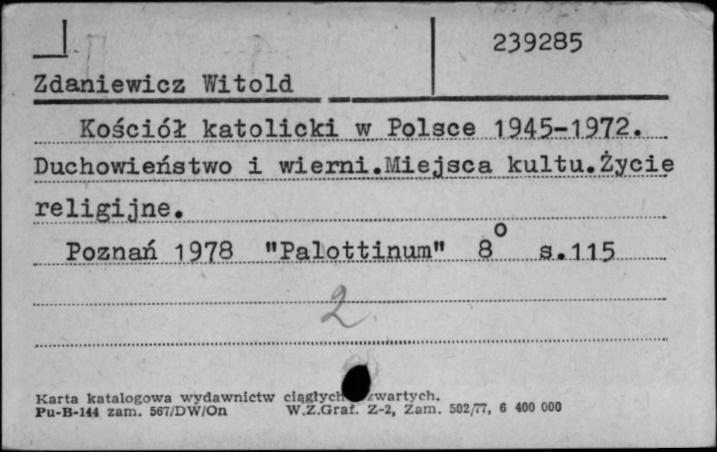 239285
Zdaniewicz Witold
Kościół katolicki w Polsce 1945-1972.
Duchowieństwo i wierni.Miejsca kultu.Życie
religijne.
Poznań 1978 "Palottinum" 8° s.115
2
Karta katalogowa wydawnictw ciągłych zwartych.
Pu-B-144 zam. 567/DW/On W.Z.Graf. Z-2, Zam. 502/77, 6 400 000